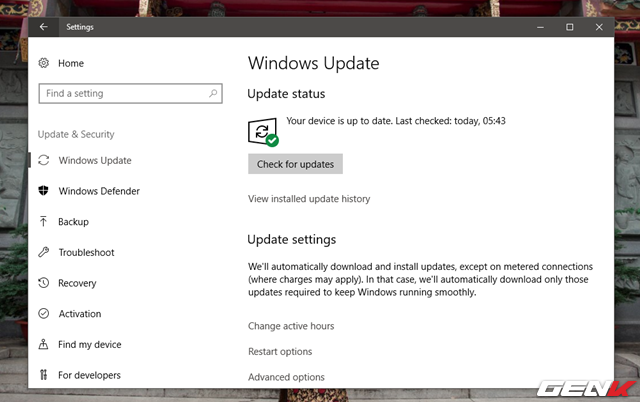 Settings
Home
Find a setting
Update & Security
Windows Update
Windows Defender
Backup
Troubleshoot
Recovery
Activation
Find my device
For developers
Windows Update
Update status
Your device is up to date. Last checked: today, 05:43
Check for updates
View installed update history
Update settings
We'll automatically download and install updates, except on metered connections
(where charges may apply). In that case, we'll automatically download only those
updates required to keep Windows running smoothly.
Change active hours
Restart options
Advanced options
GENK